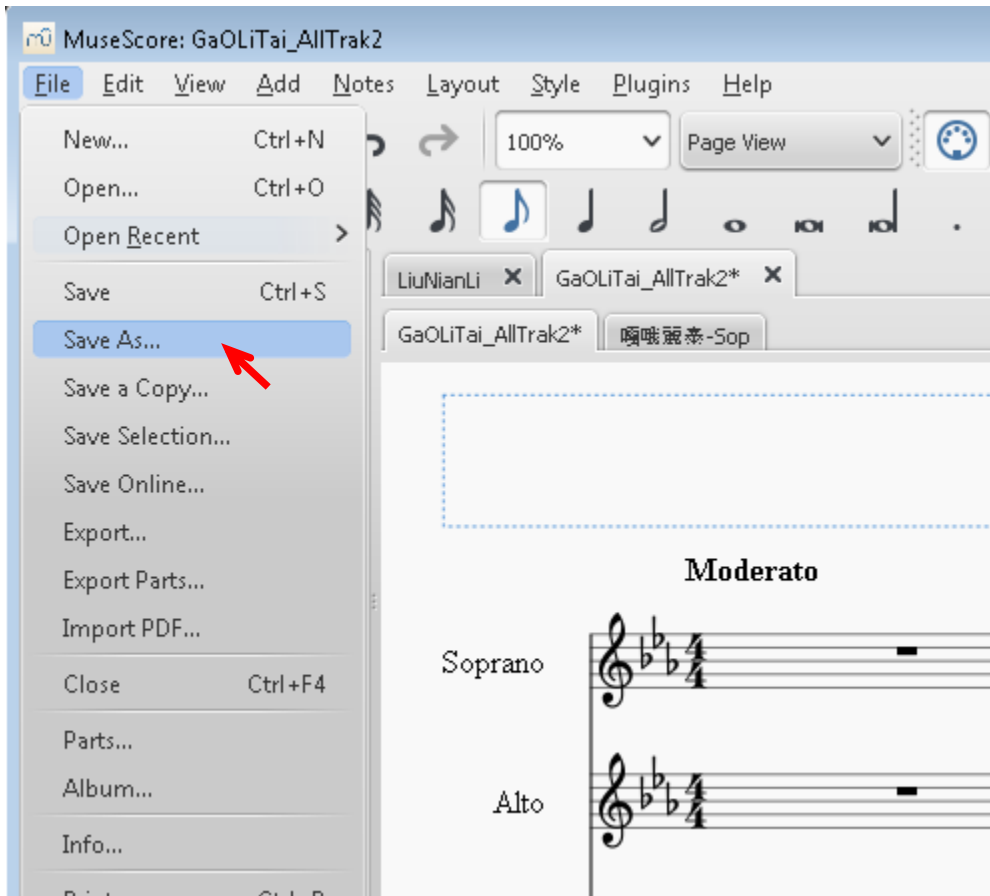 MuseScore: GaOLiTai_AllTrak2
File Edit View Add Notes Layout Style Plugins Help
New... Ctrl+N
100% Page View
Open... Ctrl+O
Open Recent
LiuNianLi GaOLiTai_AllTrak2*
Save Ctrl+S
GaOLiTai_AllTrak2* 嘎哦麗泰-Sop
Save As...
Save a Copy...
Save Selection...
Save Online...
Export...
Moderato
Export Parts...
Import PDF...
Soprano
Close Ctrl+F4
Parts...
Album...
Alto
Info...